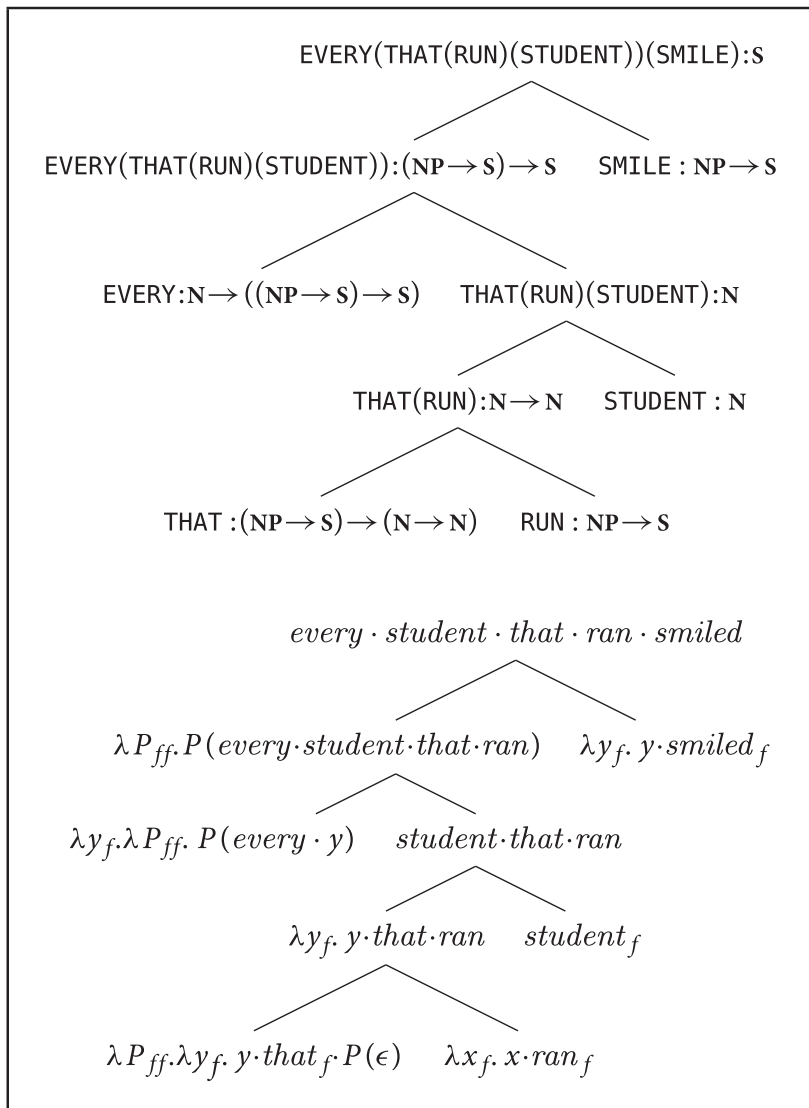 EVERY(THAT(RUN)(STUDENT))(SMILE):S
EVERY(THAT(RUN)(STUDENT)):(NP→S)→S SMILE : NP→S
EVERY:N→((NP→S)→S) THAT(RUN)(STUDENT):N
THAT(RUN):N→N STUDENT : N
THAT :(NP→S)→(N→N) RUN : NP→S
every · student · that · ran · smiled
λP_ff. P(every·student·that·ran) λy_f. y·smiled_f
λy_f.λP_ff. P(every · y) student·that·ran
λy_f. y·that·ran student_f
λP_ff.λy_f. y·that_f·P(ϵ) λx_f. x·ran_f